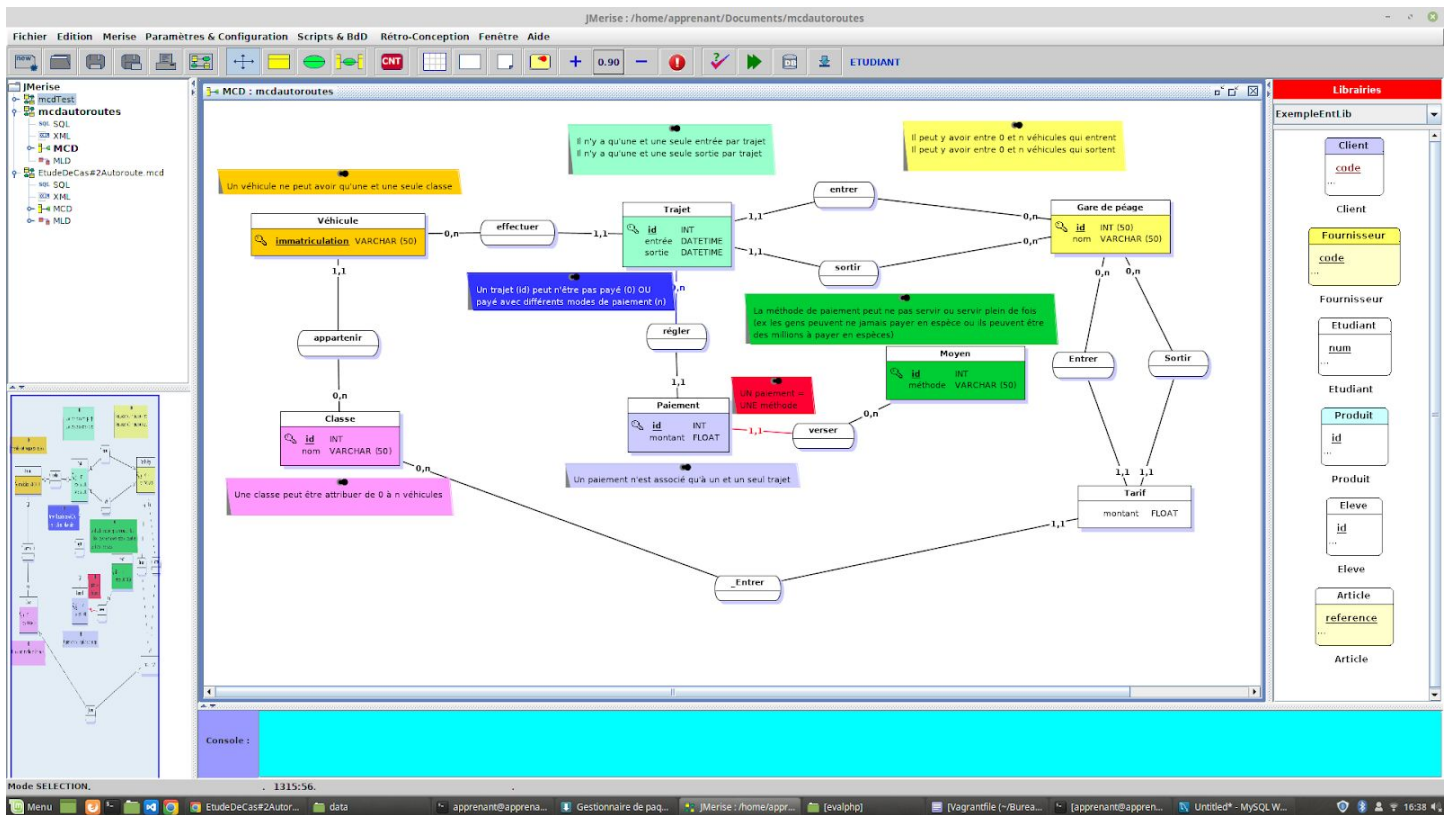 JMerise : /home/apprenant/Documents/mcdautoroutes
Fichier Edition Merise Paramètres & Configuration Scripts & BdD Rétro-Conception Fenêtre Aide
new CNT 0.90 ETUDIANT
JMerise
mcdTest
mcdautoroutes
SQL SQL
XML
MCD
MLD
EtudeDeCas#2Autoroute.mcd
SQL SQL
XML
MCD
MLD
MCD : mcdautoroutes
Il n'y a qu'une et une seule entrée par trajet
Il n'y a qu'une et une seule sortie par trajet
Il peut y avoir entre 0 et n véhicules qui entrent
Il peut y avoir entre 0 et n véhicules qui sortent
Un véhicule ne peut avoir qu'une et une seule classe
Véhicule
immatriculation VARCHAR (50)
0,n
effectuer
1,1
Trajet
id INT
entrée DATETIME
sortie DATETIME
1,1
entrer
0,n
1,1
sortir
0,n
Gare de péage
id INT (50)
nom VARCHAR (50)
1,1
appartenir
0,n
Un trajet (id) peut n'être pas payé (0) OU
payé avec différents modes de paiement (n)
,n
régler
1,1
La méthode de paiement peut ne pas servir ou servir plein de fois
(ex les gens peuvent ne jamais payer en espèce ou ils peuvent être
des millions à payer en espèces)
Moyen
id INT
méthode VARCHAR (50)
0,n
0,n
Entrer
Sortir
1,1
1,1
Classe
id INT
nom VARCHAR (50)
0,n
Paiement
id INT
montant FLOAT
UN paiement =
UNE méthode
1,1
verser
0,n
Un paiement n'est associé qu'à un et un seul trajet
Une classe peut être attribuer de 0 à n véhicules
Tarif
montant FLOAT
1,1
_Entrer
Librairies
ExempleEntLib
Client
code
...
Client
Fournisseur
code
...
Fournisseur
Etudiant
num
...
Etudiant
Produit
id
...
Produit
Eleve
id
...
Eleve
Article
reference
...
Article
Console :
Mode SELECTION. . 1315:56. .
Menu EtudeDeCas#2Autor... data apprenant@apprena... Gestionnaire de paq... JMerise : /home/appr... [evalphp] [Vagrantfile (~/Burea... [apprenant@appren... Untitled* - MySQL W... 16:38